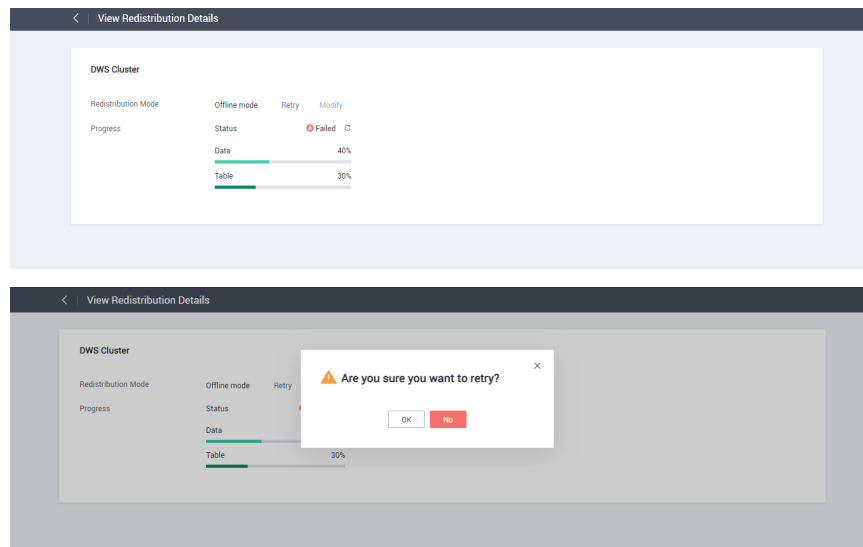 View Redistribution Details
DWS Cluster
Redistribution Mode Offline mode Retry Modify
Progress Status Failed
Data 40%
Table 30%
View Redistribution Details
DWS Cluster
Are you sure you want to retry?
Redistribution Mode Offline mode Retry
Progress Status
OK No
Data
Table 30%